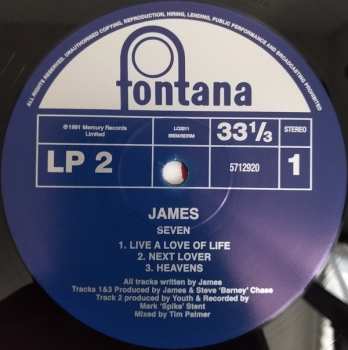 ALL RIGHTS RESERVED. UNAUTHORISED COPYING, REPRODUCTION, HIRING, LENDING, PUBLIC PERFORMANCE AND BROADCASTING PROHIBITED
fontana
℗1991 Mercury Records
Limited
33 1/3
STEREO
LP 2
5712920
1
JAMES
SEVEN
1. LIVE A LOVE OF LIFE
2. NEXT LOVER
3. HEAVENS
All tracks written by James
Tracks 1&3 Produced by James & Steve 'Barney' Chase
Track 2 produced by Youth & Recorded by
Mark 'Spike' Stent
Mixed by Tim Palmer